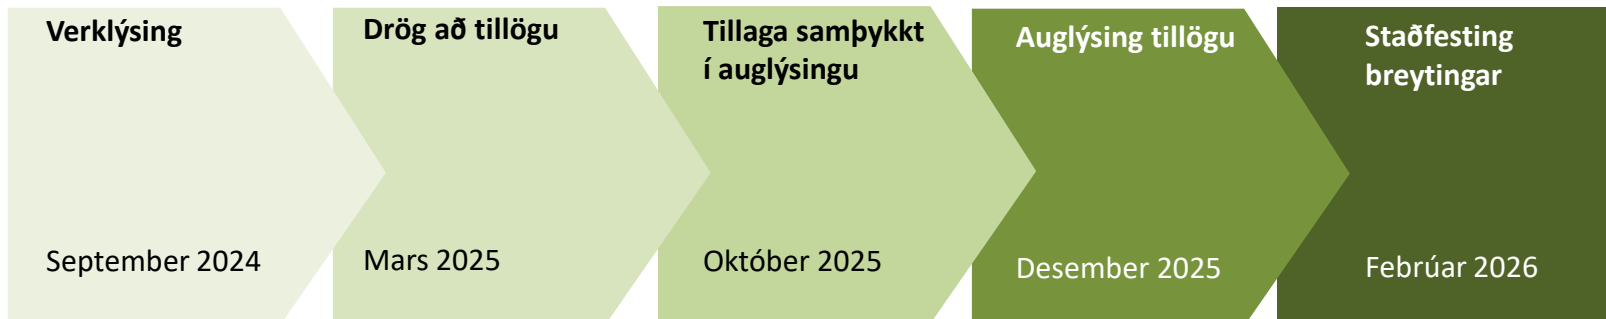 Verklýsing
September 2024
Drög að tillögu
Mars 2025
Tillaga samþykkt
í auglýsingu
Október 2025
Auglýsing tillögu
Desember 2025
Staðfesting
breytingar
Febrúar 2026